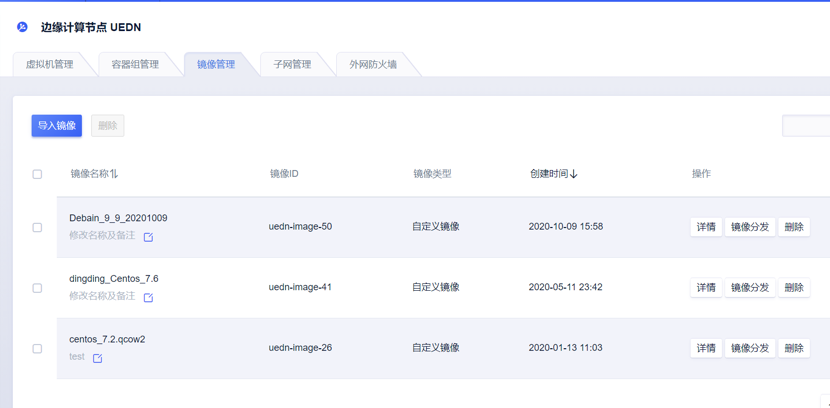 边缘计算节点 UEDN
虚拟机管理 容器组管理 镜像管理 子网管理 外网防火墙
导入镜像 删除
镜像名称 镜像ID 镜像类型 创建时间 操作
Debain_9_9_20201009
修改名称及备注
uedn-image-50 自定义镜像 2020-10-09 15:58 详情 镜像分发 删除
dingding_Centos_7.6
修改名称及备注
uedn-image-41 自定义镜像 2020-05-11 23:42 详情 镜像分发 删除
centos_7.2.qcow2
test
uedn-image-26 自定义镜像 2020-01-13 11:03 详情 镜像分发 删除